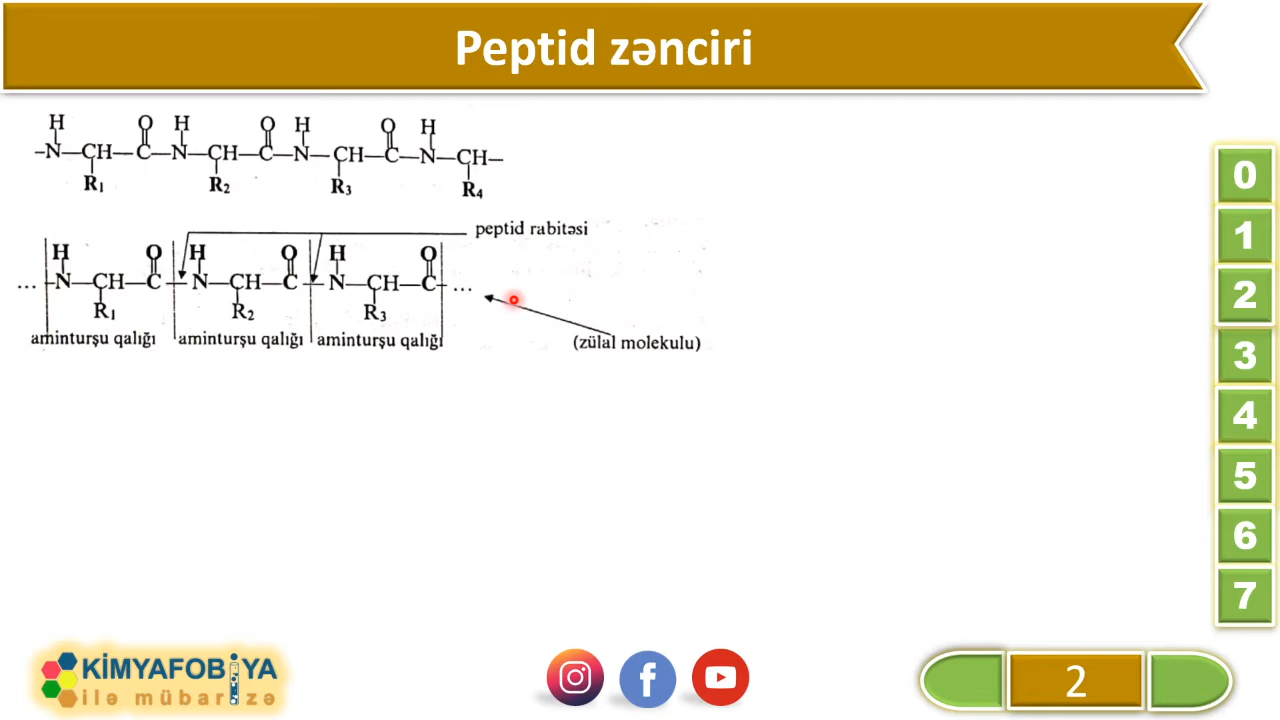 Peptid zənciri
H O H O H O H
–N—CH—C—N—CH—C—N—CH—C—N—CH–
R₁ R₂ R₃ R₄
peptid rabitəsi
H O H O H O
...–N—CH—C—N—CH—C—N—CH—C–...
R₁ R₂ R₃
aminturşu qalığı aminturşu qalığı aminturşu qalığı (zülal molekulu)
0
1
2
3
4
5
6
7
KİMYAFOBİYA
ilə mübarizə
2